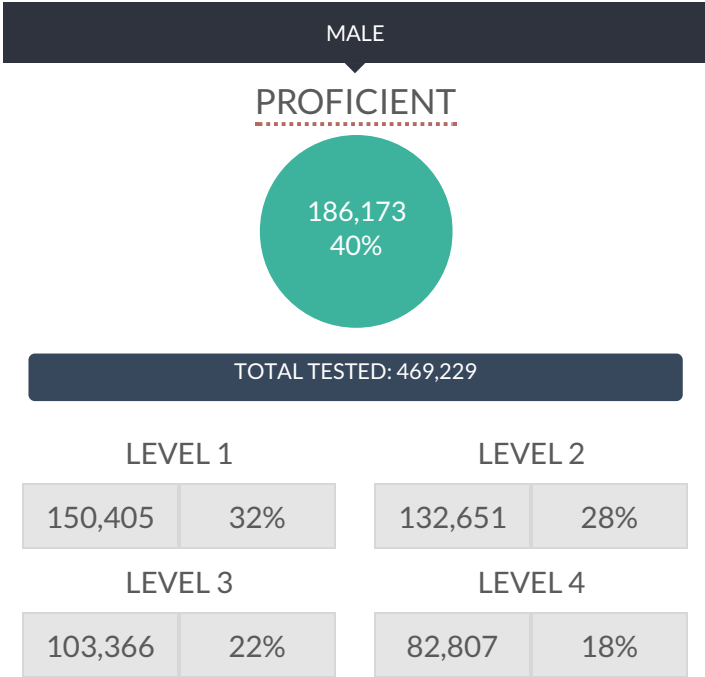 MALE
PROFICIENT
186,173
40%
TOTAL TESTED: 469,229
LEVEL 1
150,405 32%
LEVEL 2
132,651 28%
LEVEL 3
103,366 22%
LEVEL 4
82,807 18%